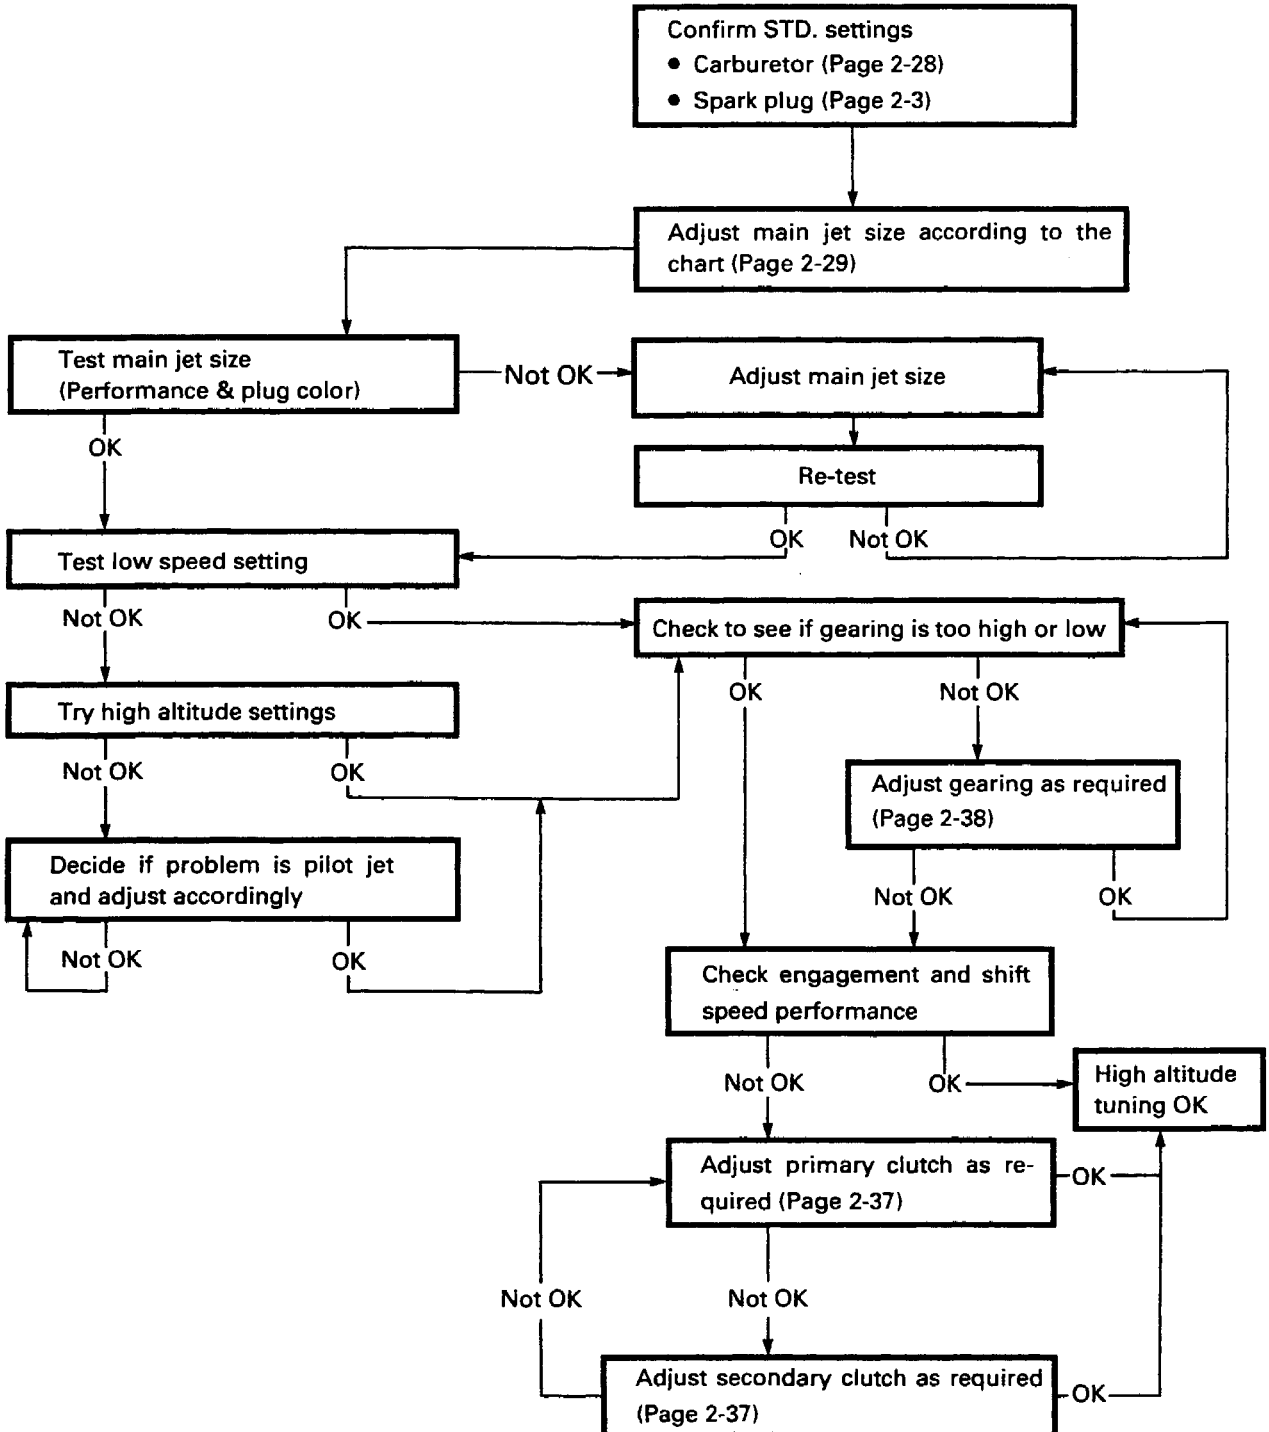 Confirm STD. settings
● Carburetor (Page 2-28)
● Spark plug (Page 2-3)
Adjust main jet size according to the
chart (Page 2-29)
Test main jet size
(Performance & plug color)
Not OK
Adjust main jet size
OK
Re-test
OK
Not OK
Test low speed setting
Not OK
OK
Check to see if gearing is too high or low
OK
Not OK
Try high altitude settings
Not OK
OK
Adjust gearing as required
(Page 2-38)
Decide if problem is pilot jet
and adjust accordingly
Not OK
OK
Not OK
OK
Check engagement and shift
speed performance
Not OK
OK
High altitude
tuning OK
Adjust primary clutch as re-
quired (Page 2-37)
OK
Not OK
Not OK
Adjust secondary clutch as required
(Page 2-37)
OK